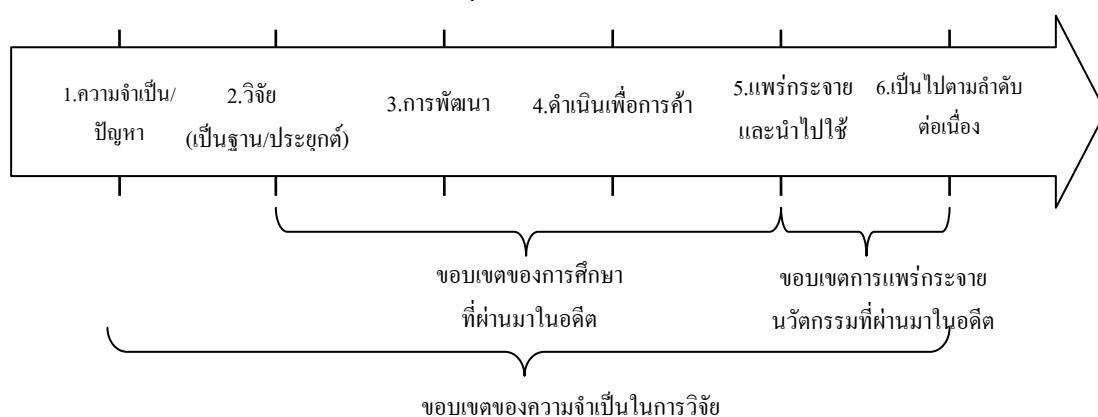 1.ความจำเป็น/
ปัญหา
2.วิจัย
(เป็นฐาน/ประยุกต์)
3.การพัฒนา
4.ดำเนินเพื่อการค้า
5.แพร่กระจาย
และนำไปใช้
6.เป็นไปตามลำดับ
ต่อเนื่อง
ขอบเขตของการศึกษา
ที่ผ่านมาในอดีต
ขอบเขตการแพร่กระจาย
นวัตกรรมที่ผ่านมาในอดีต
ขอบเขตของความจำเป็นในการวิจัย